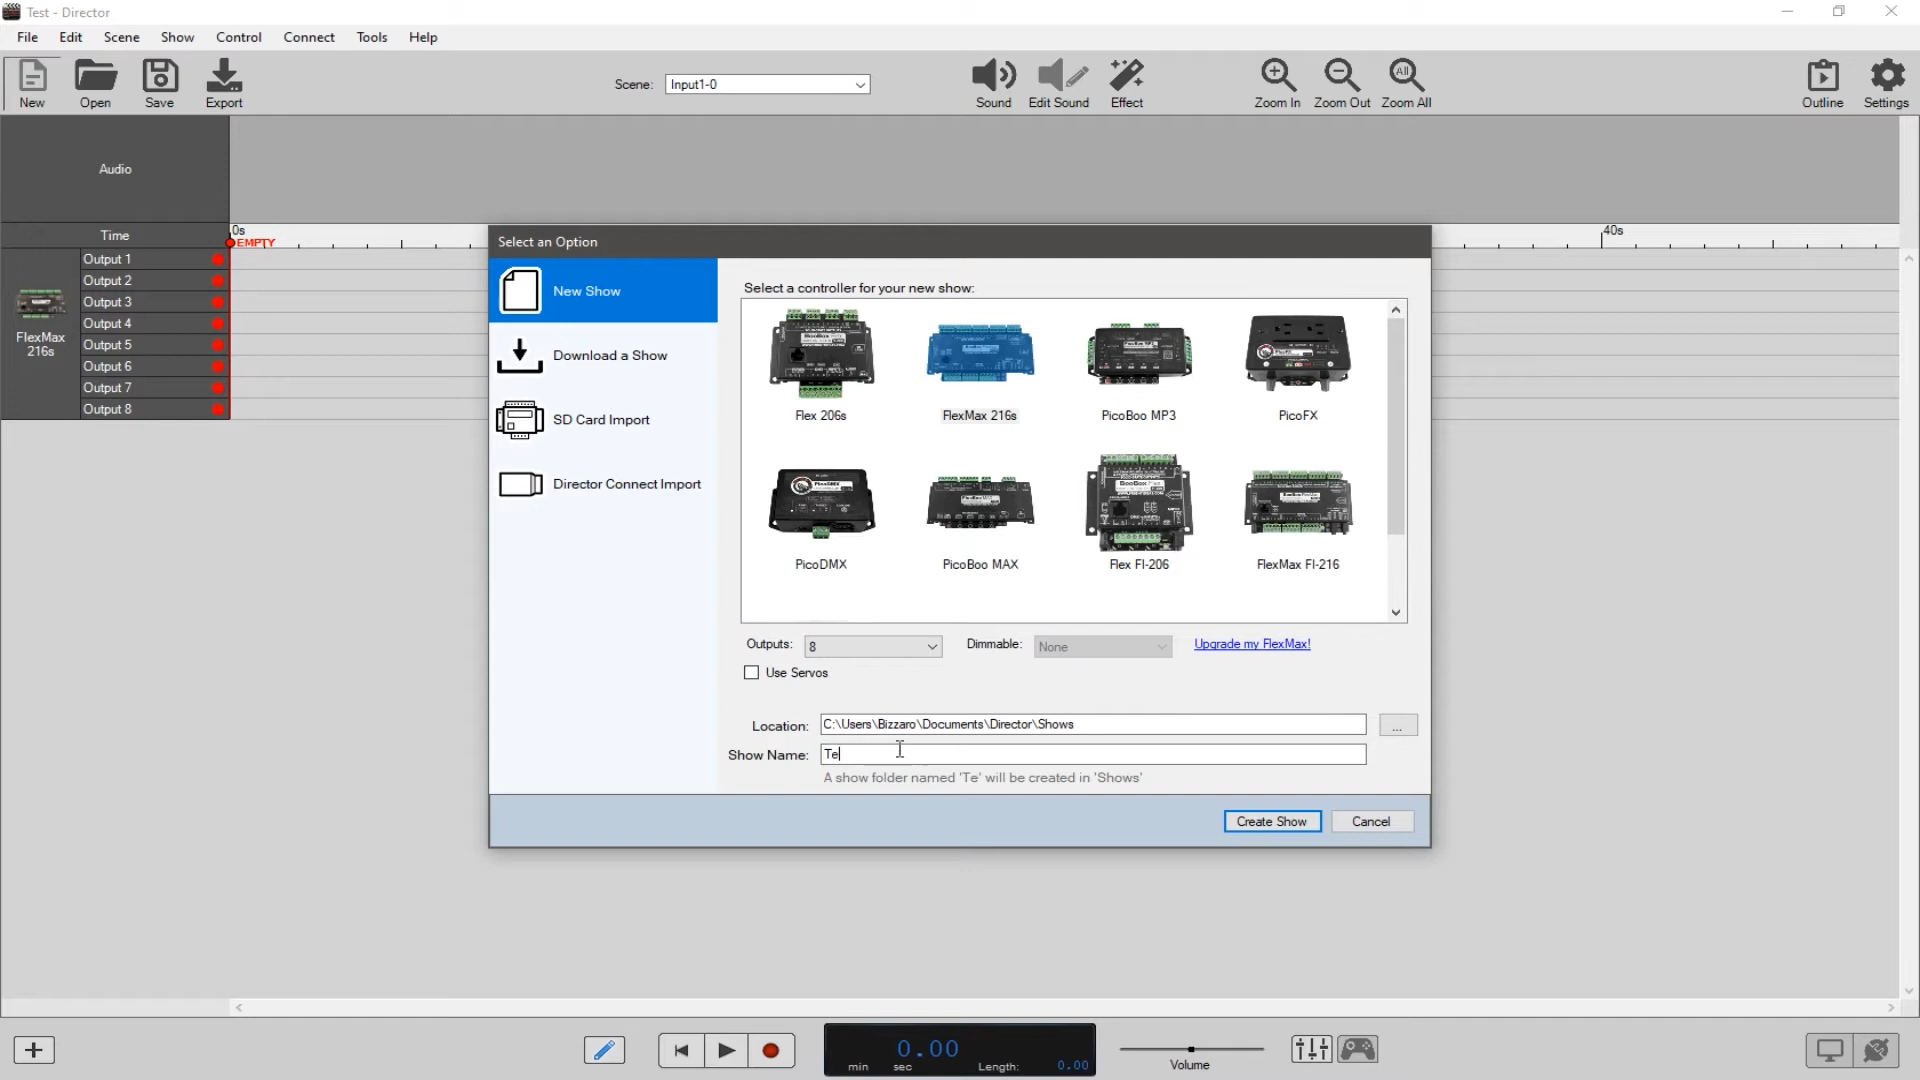 Test - Director
File Edit Scene Show Control Connect Tools Help
New Open Save Export Scene: Input1-0 Sound Edit Sound Effect Zoom In Zoom Out All Zoom All Outline Settings
Audio
Time 0s 40s
EMPTY
FlexMax 216s
Output 1
Output 2
Output 3
Output 4
Output 5
Output 6
Output 7
Output 8
Select an Option
New Show
Download a Show
SD Card Import
Director Connect Import
Select a controller for your new show:
Flex 206s FlexMax 216s PicoBoo MP3 PicoFX
PicoDMX PicoBoo MAX Flex FI-206 FlexMax FI-216
Outputs: 8 Dimmable: None Upgrade my FlexMax!
Use Servos
Location: C:\Users\Bizzaro\Documents\Director\Shows ...
Show Name: Te
A show folder named 'Te' will be created in 'Shows'
Create Show Cancel
0.00
min sec Length: 0.00
Volume